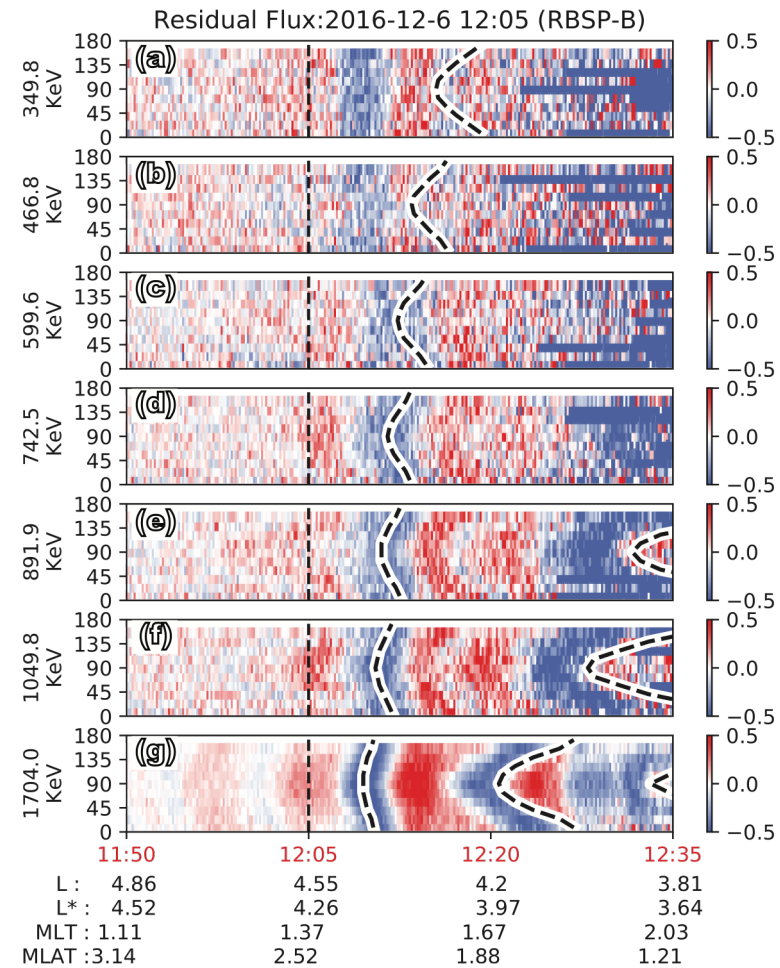 Residual Flux:2016-12-6 12:05 (RBSP-B)
349.8 KeV
180
135
90
45
0
(a)
0.5
0.0
−0.5
466.8 KeV
180
135
90
45
0
(b)
0.5
0.0
−0.5
599.6 KeV
180
135
90
45
0
(c)
0.5
0.0
−0.5
742.5 KeV
180
135
90
45
0
(d)
0.5
0.0
−0.5
891.9 KeV
180
135
90
45
0
(e)
0.5
0.0
−0.5
1049.8 KeV
180
135
90
45
0
(f)
0.5
0.0
−0.5
1704.0 KeV
180
135
90
45
0
(g)
0.5
0.0
−0.5
11:50 12:05 12:20 12:35
L : 4.86 4.55 4.2 3.81
L* : 4.52 4.26 3.97 3.64
MLT : 1.11 1.37 1.67 2.03
MLAT :3.14 2.52 1.88 1.21